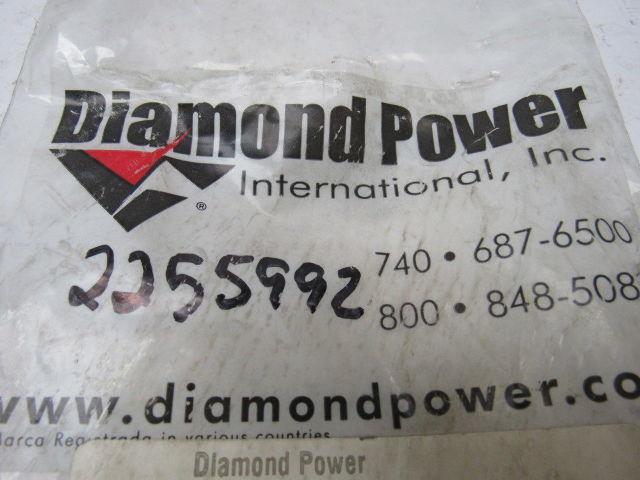 Diamond Power
International, Inc.
®
2255992
740 • 687-6500
800 • 848-508
www.diamondpower.co
Marca Registrada in various countries
Diamond Power